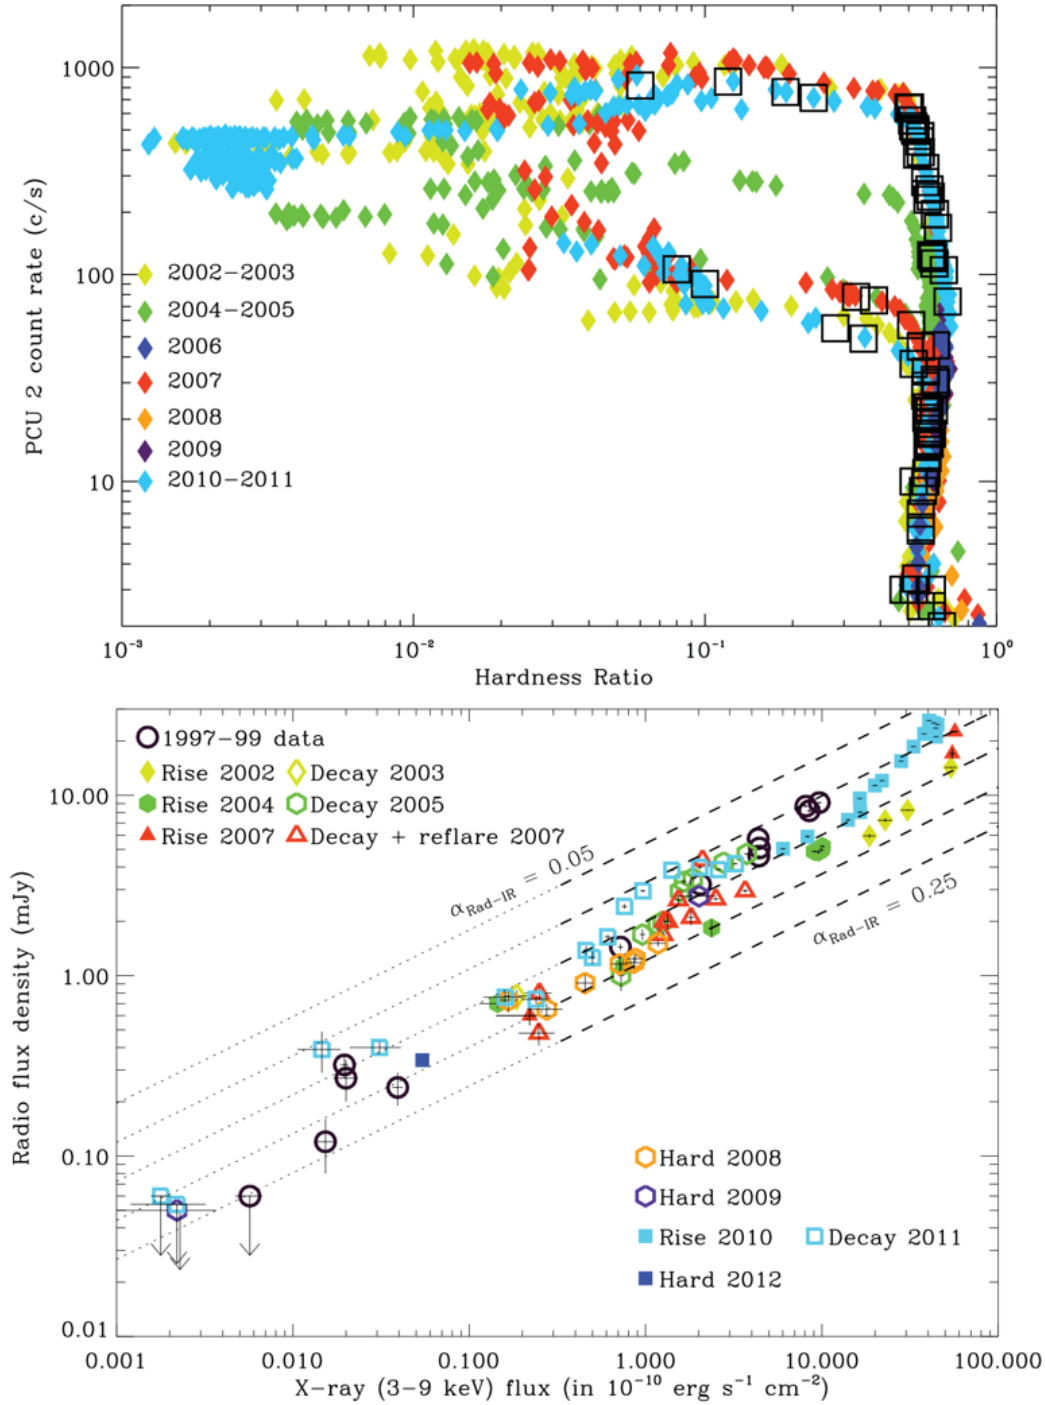 1000
100
10
PCU 2 count rate (c/s)
2002−2003
2004−2005
2006
2007
2008
2009
2010−2011
10⁻³
10⁻²
10⁻¹
10⁰
Hardness Ratio
1997−99 data
Rise 2002
Decay 2003
Rise 2004
Decay 2005
Rise 2007
Decay + reflare 2007
α_Rad−IR = 0.05
α_Rad−IR = 0.25
10.00
1.00
0.10
0.01
Radio flux density (mJy)
Hard 2008
Hard 2009
Rise 2010
Decay 2011
Hard 2012
0.001
0.010
0.100
1.000
10.000
100.000
X−ray (3−9 keV) flux (in 10⁻¹⁰ erg s⁻¹ cm⁻²)